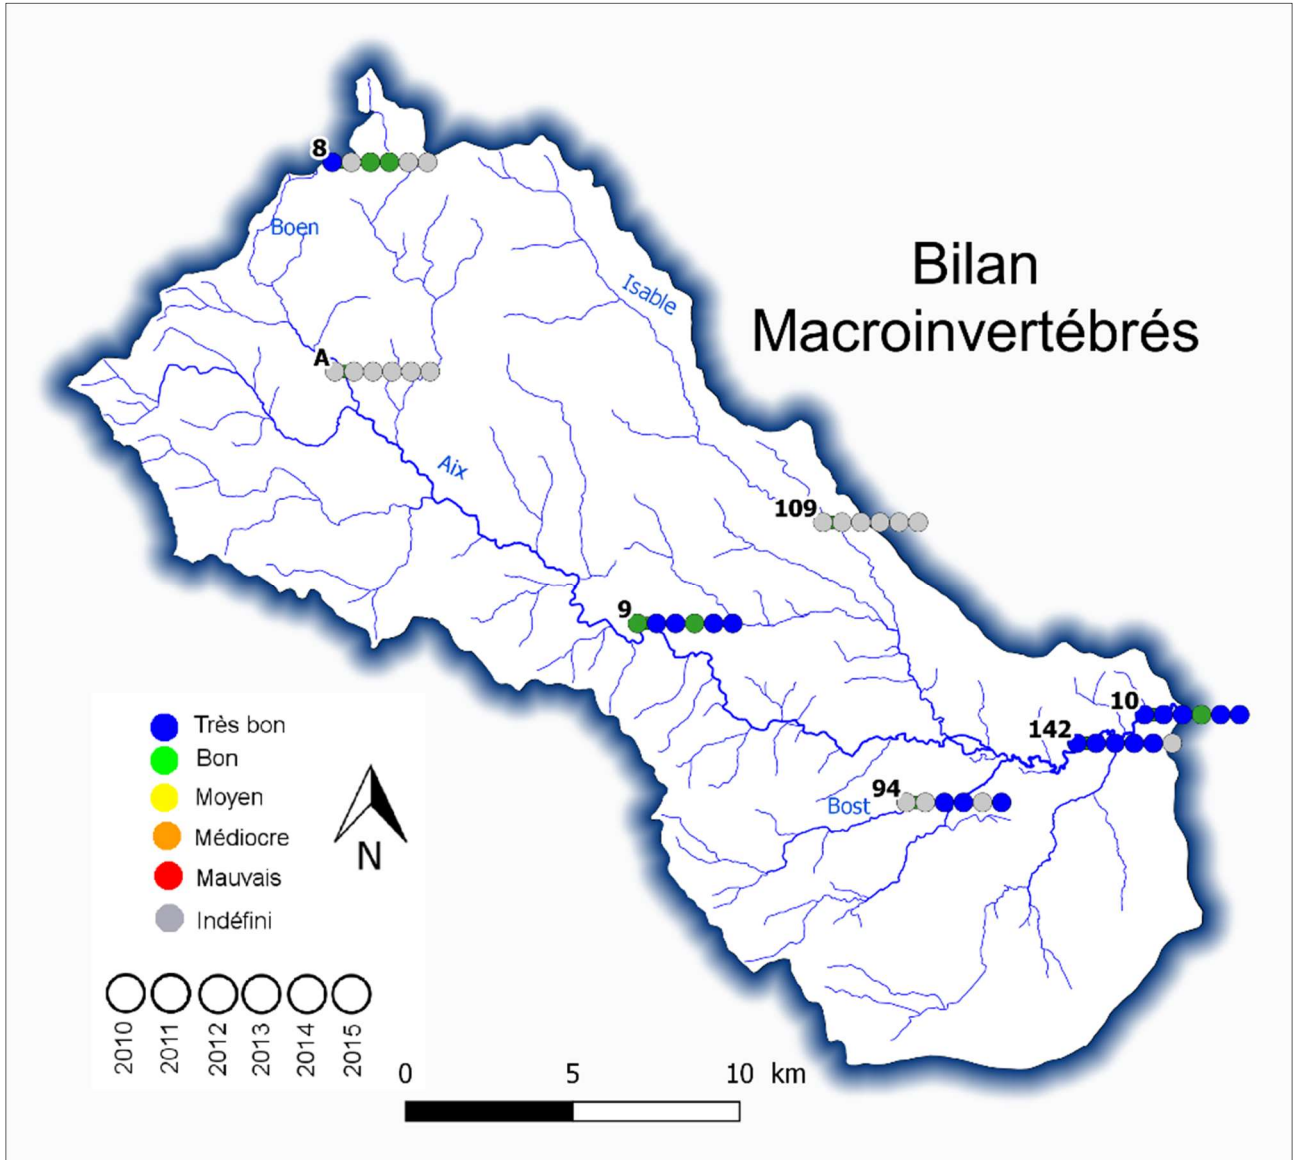 8
Boen
Isable
Bilan
Macroinvertébrés
A
Aix
109
9
10
142
94
Bost
Très bon
Bon
Moyen
Médiocre
Mauvais
Indéfini
N
2010 2011 2012 2013 2014 2015
0 5 10 km